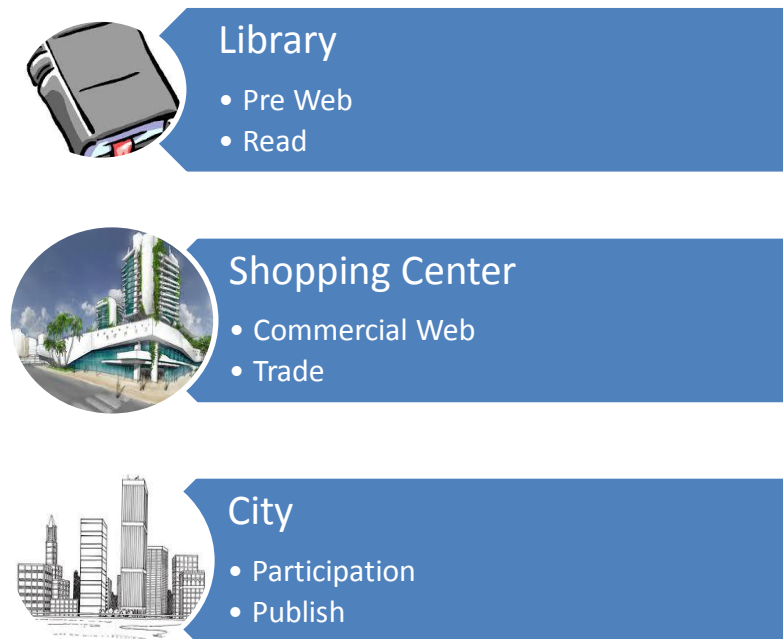 Library
• Pre Web
• Read
Shopping Center
• Commercial Web
• Trade
City
• Participation
• Publish